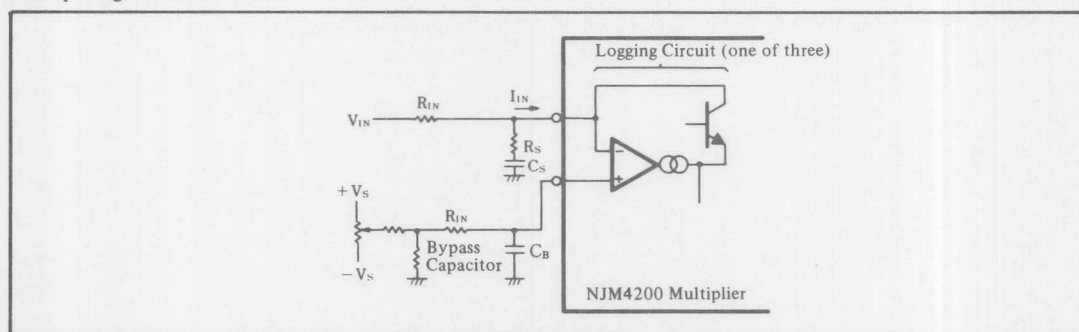 Logging Circuit (one of three)
IIN
RIN
VIN
RS
CS
−
+
+VS
RIN
Bypass
Capacitor
CB
−VS
NJM4200 Multiplier